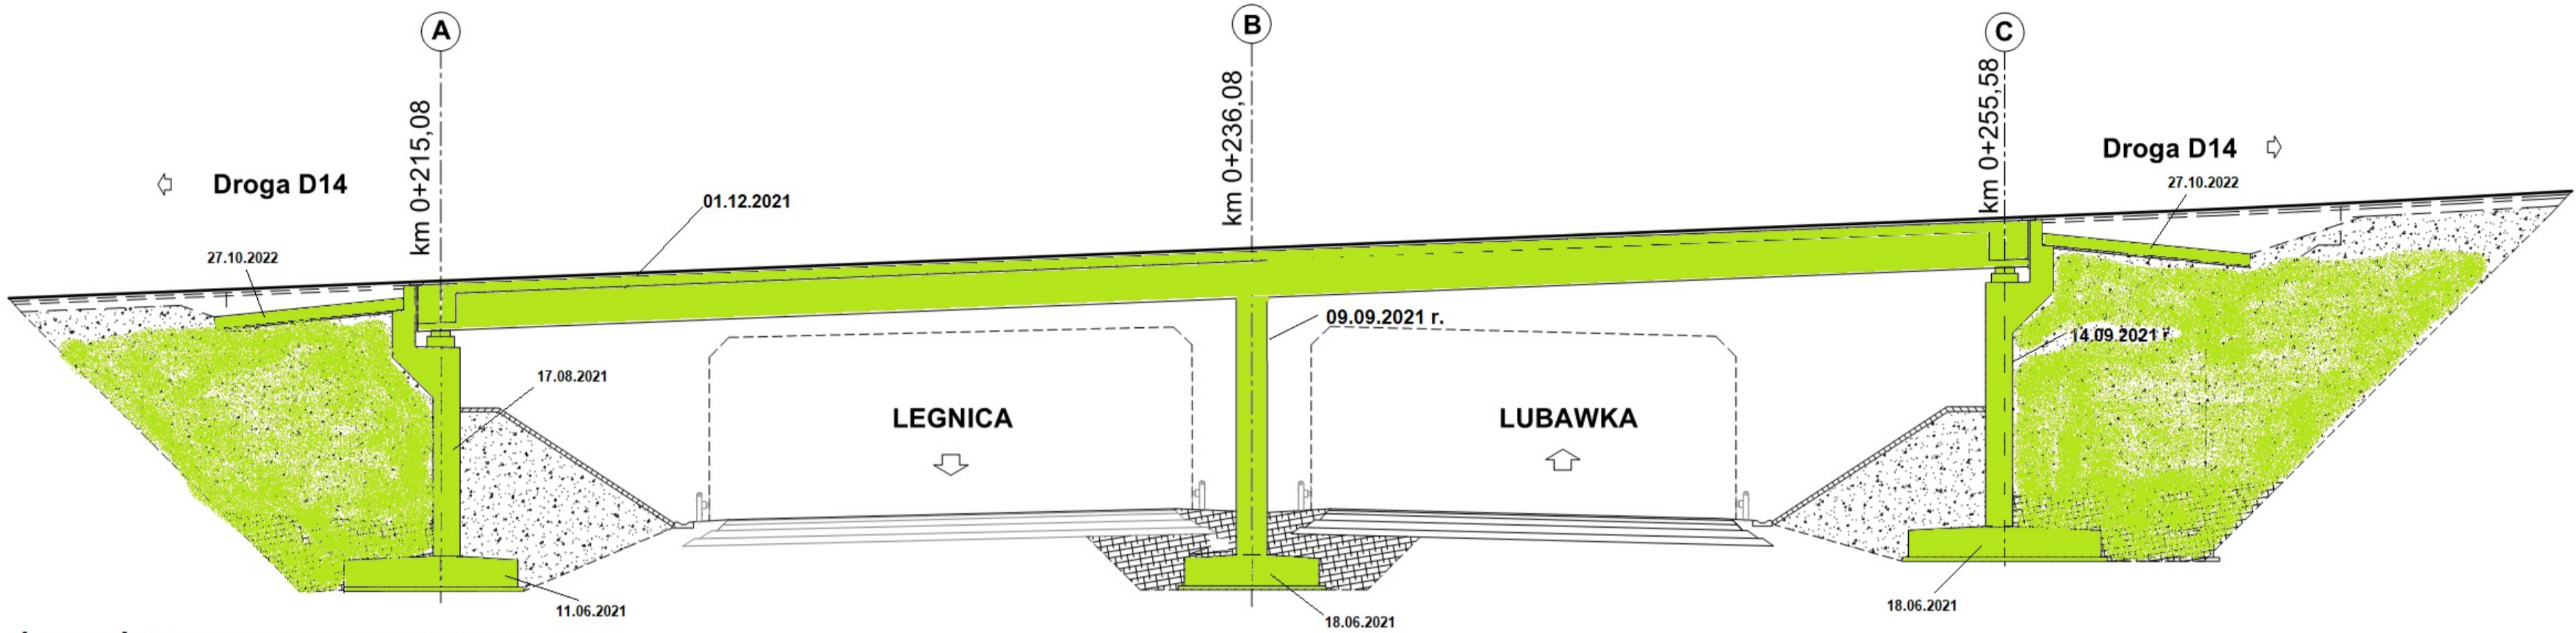 A
B
C
km 0+215,08
km 0+236,08
km 0+255,58
Droga D14
Droga D14
27.10.2022
01.12.2021
27.10.2022
09.09.2021 r.
14.09.2021 r.
17.08.2021
LEGNICA
LUBAWKA
11.06.2021
18.06.2021
18.06.2021